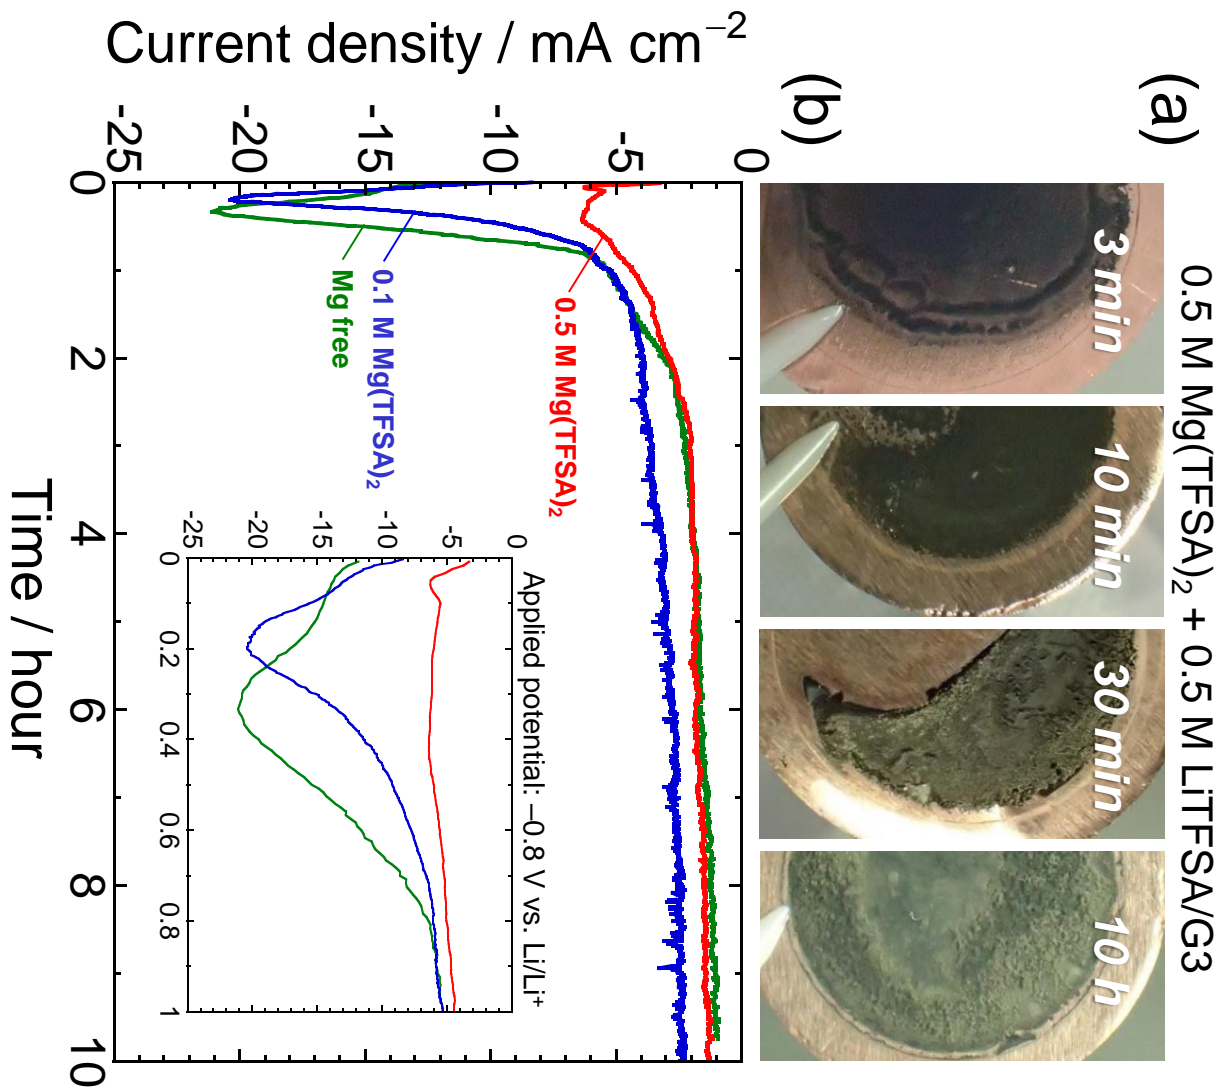 (a)
0.5 M Mg(TFSA)₂ + 0.5 M LiTFSA/G3
3 min
10 min
30 min
10 h
(b)
Current density / mA cm⁻²
0
-5
-10
-15
-20
-25
0
2
4
6
8
10
Time / hour
0.5 M Mg(TFSA)₂
0.1 M Mg(TFSA)₂
Mg free
Applied potential: –0.8 V vs. Li/Li⁺
0
-5
-10
-15
-20
-25
0
0.2
0.4
0.6
0.8
1